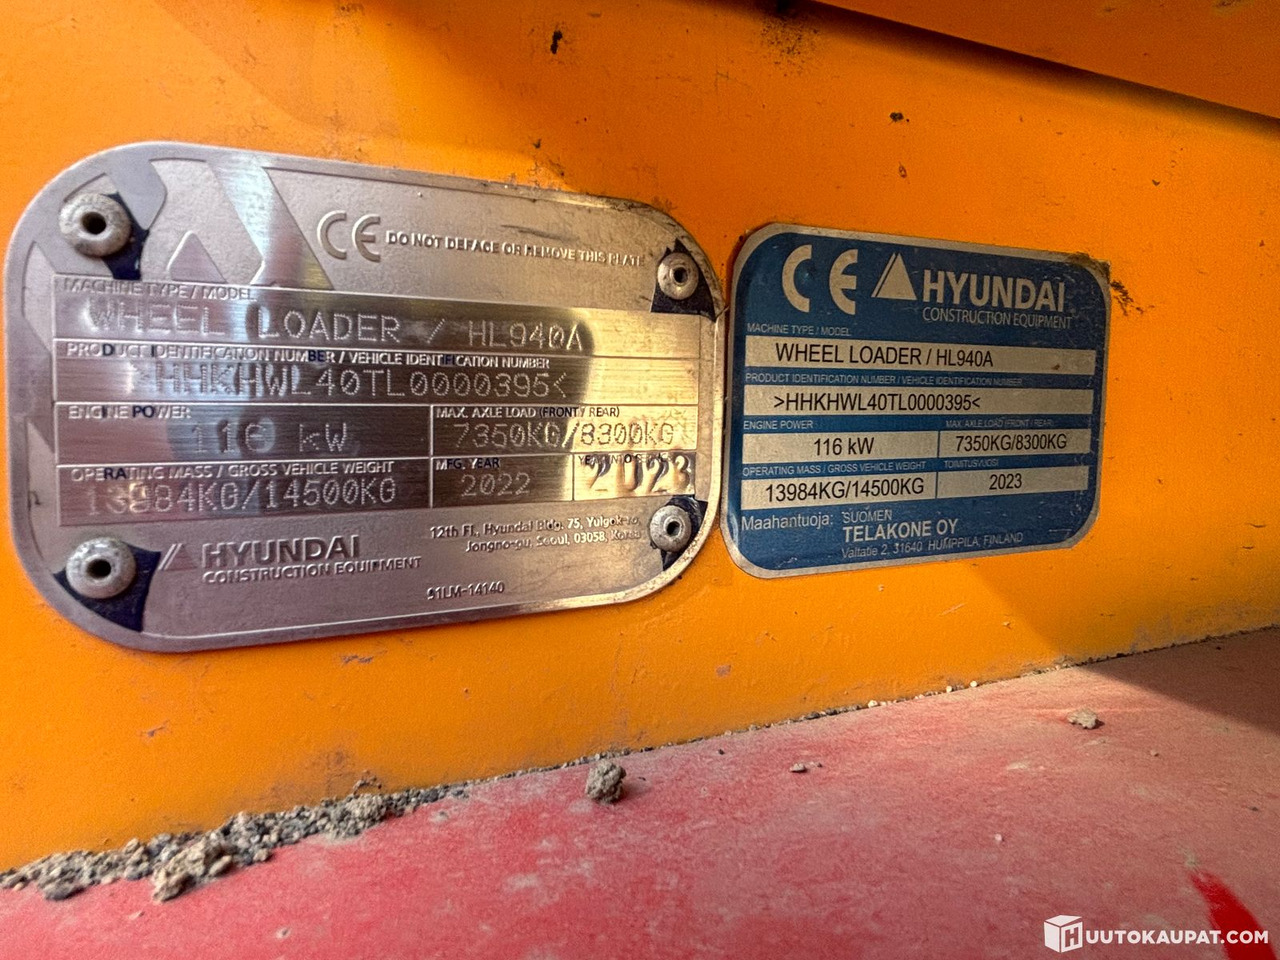 CE DO NOT DEFACE OR REMOVE THIS PLATE
MACHINE TYPE / MODEL
WHEEL LOADER / HL940A
PRODUCT IDENTIFICATION NUMBER / VEHICLE IDENTIFICATION NUMBER
>HHKHWL40TL0000395<
ENGINE POWER
MAX. AXLE LOAD (FRONT / REAR)
116 kW
7350KG/8300KG
OPERATING MASS / GROSS VEHICLE WEIGHT
MFG. YEAR
13984KG/14500KG
2022
2023
HYUNDAI
CONSTRUCTION EQUIPMENT
12th Fl., Hyundai Bldg. 75, Yulgok-ro,
Jongno-gu, Seoul, 03058, Korea
91LM-14140
CE HYUNDAI
CONSTRUCTION EQUIPMENT
MACHINE TYPE / MODEL
WHEEL LOADER / HL940A
PRODUCT IDENTIFICATION NUMBER / VEHICLE IDENTIFICATION NUMBER
>HHKHWL40TL0000395<
ENGINE POWER
MAX. AXLE LOAD (FRONT / REAR)
116 kW
7350KG/8300KG
OPERATING MASS / GROSS VEHICLE WEIGHT
TOIMITUSVUOSI
13984KG/14500KG
2023
Maahantuoja: SUOMEN
TELAKONE OY
Valtatie 2, 31640 HUMPPILA, FINLAND
HUUTOKAUPAT.COM